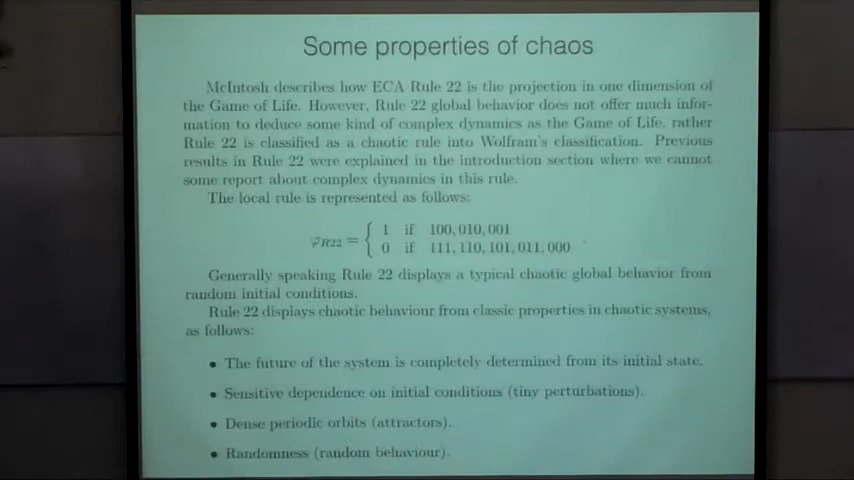 Some properties of chaos
McIntosh describes how ECA Rule 22 is the projection in one dimension of
the Game of Life. However, Rule 22 global behavior does not offer much infor-
mation to deduce some kind of complex dynamics as the Game of Life, rather
Rule 22 is classified as a chaotic rule into Wolfram's classification. Previous
results in Rule 22 were explained in the introduction section where we cannot
some report about complex dynamics in this rule.
The local rule is represented as follows:
φR22 = { 1 if 100, 010, 001
0 if 111, 110, 101, 011, 000 .
Generally speaking Rule 22 displays a typical chaotic global behavior from
random initial conditions.
Rule 22 displays chaotic behaviour from classic properties in chaotic systems,
as follows:
• The future of the system is completely determined from its initial state.
• Sensitive dependence on initial conditions (tiny perturbations).
• Dense periodic orbits (attractors).
• Randomness (random behaviour).